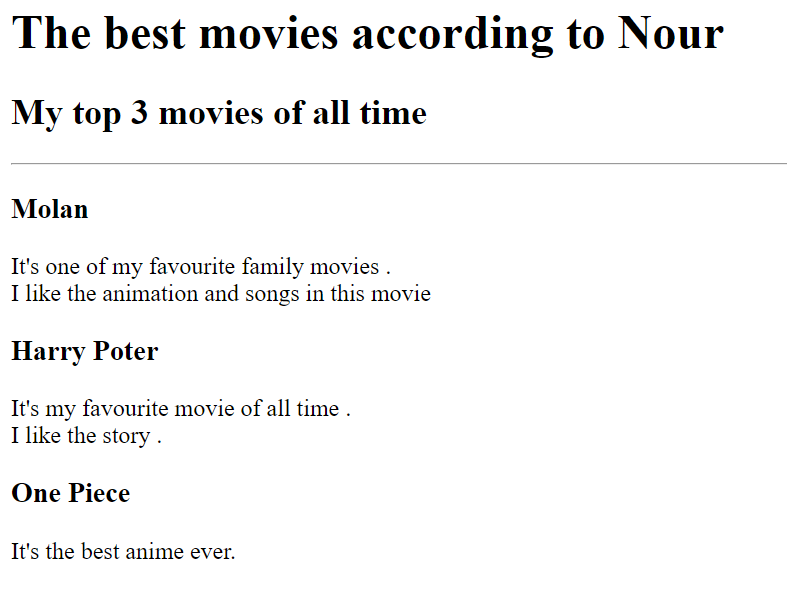 The best movies according to Nour
My top 3 movies of all time
Molan
It's one of my favourite family movies .
I like the animation and songs in this movie
Harry Poter
It's my favourite movie of all time .
I like the story .
One Piece
It's the best anime ever.